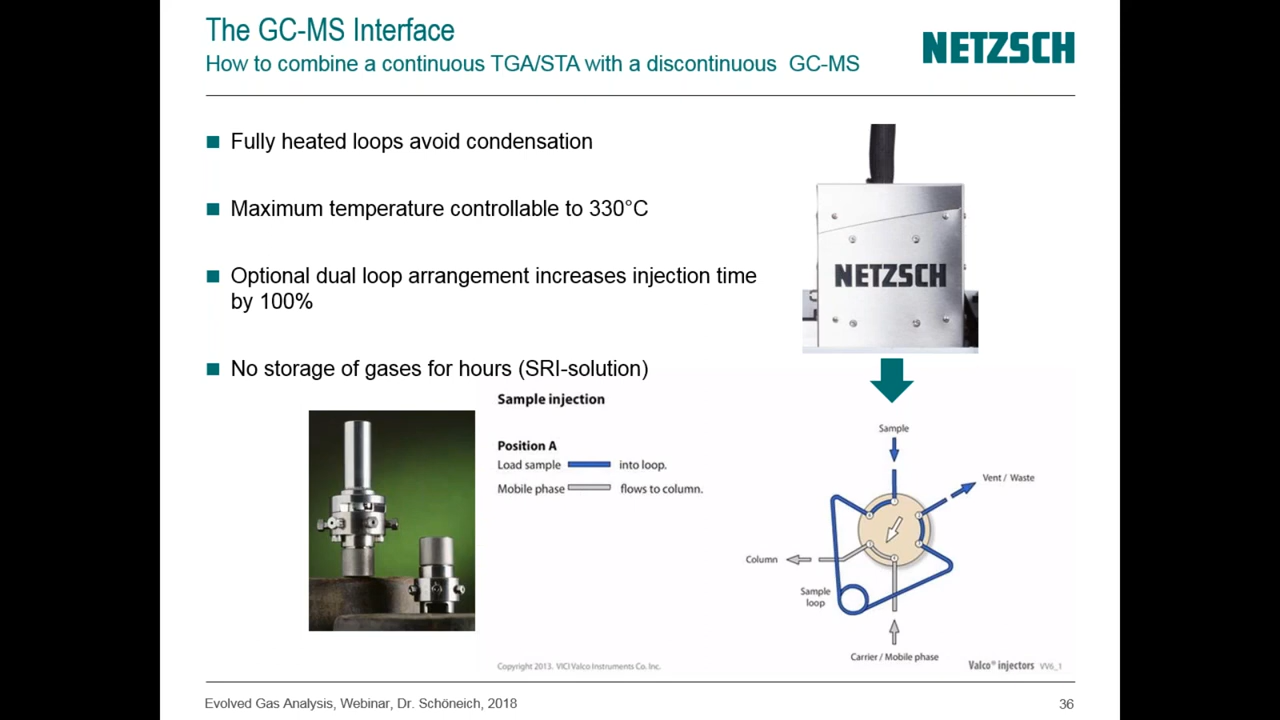 The GC-MS Interface
How to combine a continuous TGA/STA with a discontinuous GC-MS
NETZSCH
Fully heated loops avoid condensation
Maximum temperature controllable to 330°C
Optional dual loop arrangement increases injection time
by 100%
No storage of gases for hours (SRI-solution)
NETZSCH
Sample injection
Position A
Load sample into loop.
Mobile phase flows to column.
Sample
Vent / Waste
Column
Sample
loop
Carrier / Mobile phase
Copyright 2013. VICI Valco Instruments Co. Inc.
Valco® injectors VV6_1
Evolved Gas Analysis, Webinar, Dr. Schöneich, 2018
36